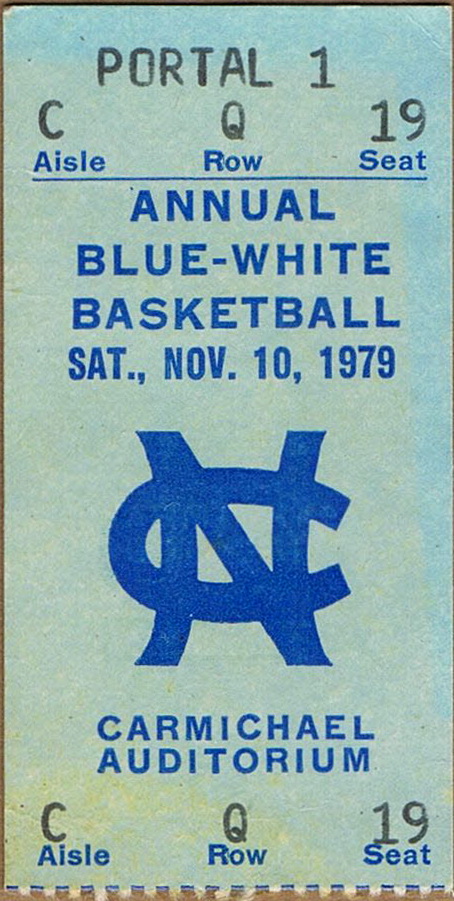 PORTAL 1
C Q 19
Aisle Row Seat
ANNUAL
BLUE-WHITE
BASKETBALL
SAT., NOV. 10, 1979
NC
CARMICHAEL
AUDITORIUM
C Q 19
Aisle Row Seat